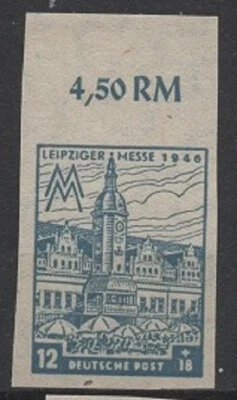 4,50 RM
LEIPZIGER MESSE 1946
MM
12 + 18
DEUTSCHE POST